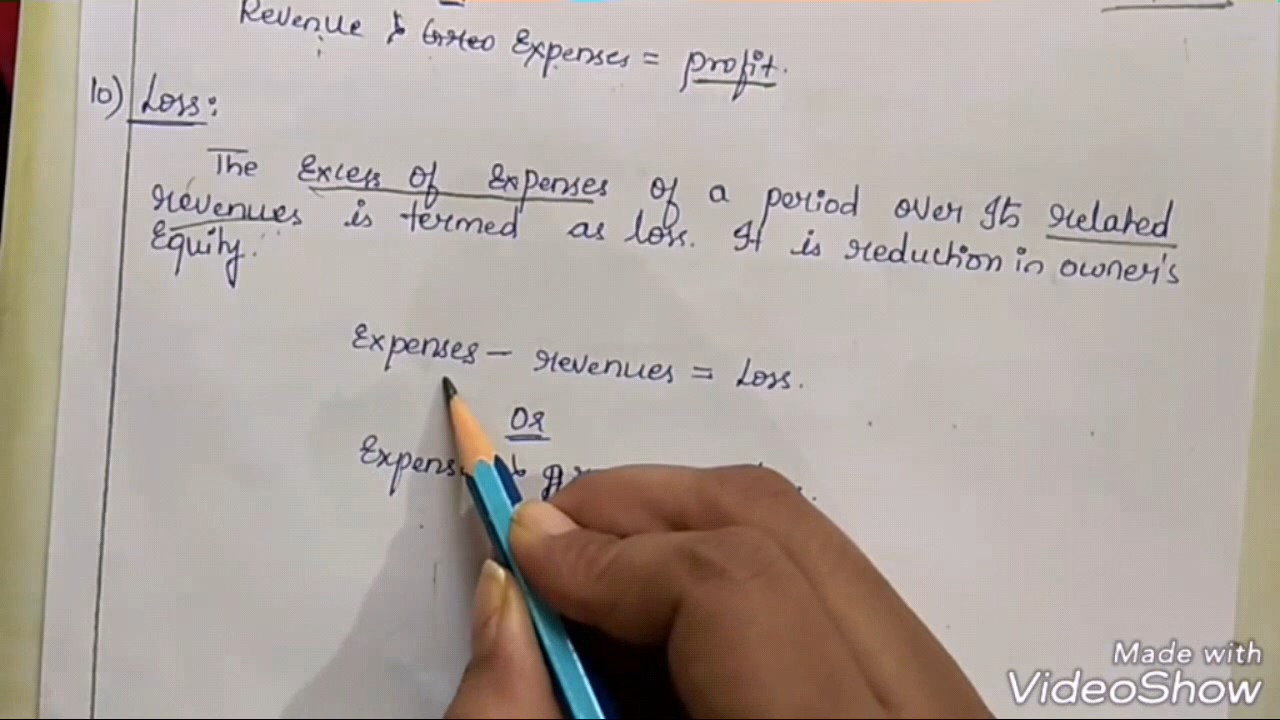 Revenue > Expenses = profit.
10) Loss:
The Excess of Expenses of a period over Its related
revenues is termed as loss. It is reduction in owner's
Equity.
Expenses - revenues = Loss.
Or
Made with
VideoShow